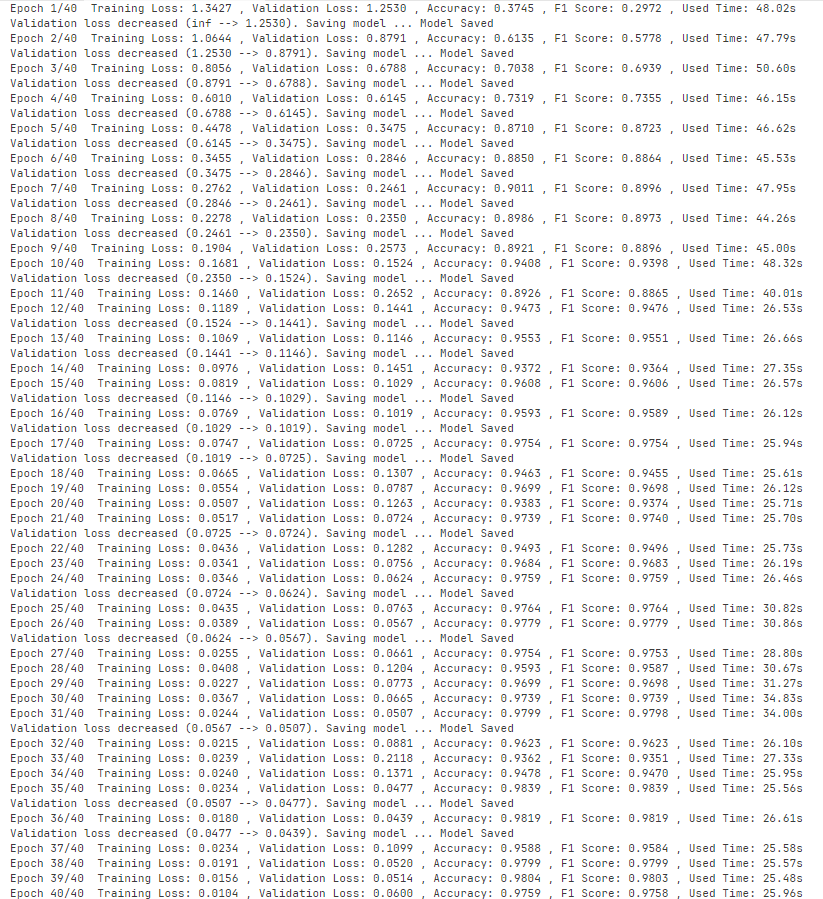 Epoch 1/40  Training Loss: 1.3427 , Validation Loss: 1.2530 , Accuracy: 0.3745 , F1 Score: 0.2972 , Used Time: 48.02s
Validation loss decreased (inf --> 1.2530). Saving model ... Model Saved
Epoch 2/40  Training Loss: 1.0644 , Validation Loss: 0.8791 , Accuracy: 0.6135 , F1 Score: 0.5778 , Used Time: 47.79s
Validation loss decreased (1.2530 --> 0.8791). Saving model ... Model Saved
Epoch 3/40  Training Loss: 0.8056 , Validation Loss: 0.6788 , Accuracy: 0.7038 , F1 Score: 0.6939 , Used Time: 50.60s
Validation loss decreased (0.8791 --> 0.6788). Saving model ... Model Saved
Epoch 4/40  Training Loss: 0.6010 , Validation Loss: 0.6145 , Accuracy: 0.7319 , F1 Score: 0.7355 , Used Time: 46.15s
Validation loss decreased (0.6788 --> 0.6145). Saving model ... Model Saved
Epoch 5/40  Training Loss: 0.4478 , Validation Loss: 0.3475 , Accuracy: 0.8710 , F1 Score: 0.8723 , Used Time: 46.62s
Validation loss decreased (0.6145 --> 0.3475). Saving model ... Model Saved
Epoch 6/40  Training Loss: 0.3455 , Validation Loss: 0.2846 , Accuracy: 0.8850 , F1 Score: 0.8864 , Used Time: 45.53s
Validation loss decreased (0.3475 --> 0.2846). Saving model ... Model Saved
Epoch 7/40  Training Loss: 0.2762 , Validation Loss: 0.2461 , Accuracy: 0.9011 , F1 Score: 0.8996 , Used Time: 47.95s
Validation loss decreased (0.2846 --> 0.2461). Saving model ... Model Saved
Epoch 8/40  Training Loss: 0.2278 , Validation Loss: 0.2350 , Accuracy: 0.8986 , F1 Score: 0.8973 , Used Time: 44.26s
Validation loss decreased (0.2461 --> 0.2350). Saving model ... Model Saved
Epoch 9/40  Training Loss: 0.1904 , Validation Loss: 0.2573 , Accuracy: 0.8921 , F1 Score: 0.8896 , Used Time: 45.00s
Epoch 10/40  Training Loss: 0.1681 , Validation Loss: 0.1524 , Accuracy: 0.9408 , F1 Score: 0.9398 , Used Time: 48.32s
Validation loss decreased (0.2350 --> 0.1524). Saving model ... Model Saved
Epoch 11/40  Training Loss: 0.1460 , Validation Loss: 0.2652 , Accuracy: 0.8926 , F1 Score: 0.8865 , Used Time: 40.01s
Epoch 12/40  Training Loss: 0.1189 , Validation Loss: 0.1441 , Accuracy: 0.9473 , F1 Score: 0.9476 , Used Time: 26.53s
Validation loss decreased (0.1524 --> 0.1441). Saving model ... Model Saved
Epoch 13/40  Training Loss: 0.1069 , Validation Loss: 0.1146 , Accuracy: 0.9553 , F1 Score: 0.9551 , Used Time: 26.66s
Validation loss decreased (0.1441 --> 0.1146). Saving model ... Model Saved
Epoch 14/40  Training Loss: 0.0976 , Validation Loss: 0.1451 , Accuracy: 0.9372 , F1 Score: 0.9364 , Used Time: 27.35s
Epoch 15/40  Training Loss: 0.0819 , Validation Loss: 0.1029 , Accuracy: 0.9608 , F1 Score: 0.9606 , Used Time: 26.57s
Validation loss decreased (0.1146 --> 0.1029). Saving model ... Model Saved
Epoch 16/40  Training Loss: 0.0769 , Validation Loss: 0.1019 , Accuracy: 0.9593 , F1 Score: 0.9589 , Used Time: 26.12s
Validation loss decreased (0.1029 --> 0.1019). Saving model ... Model Saved
Epoch 17/40  Training Loss: 0.0747 , Validation Loss: 0.0725 , Accuracy: 0.9754 , F1 Score: 0.9754 , Used Time: 25.94s
Validation loss decreased (0.1019 --> 0.0725). Saving model ... Model Saved
Epoch 18/40  Training Loss: 0.0665 , Validation Loss: 0.1307 , Accuracy: 0.9463 , F1 Score: 0.9455 , Used Time: 25.61s
Epoch 19/40  Training Loss: 0.0554 , Validation Loss: 0.0787 , Accuracy: 0.9699 , F1 Score: 0.9698 , Used Time: 26.12s
Epoch 20/40  Training Loss: 0.0507 , Validation Loss: 0.1263 , Accuracy: 0.9383 , F1 Score: 0.9374 , Used Time: 25.71s
Epoch 21/40  Training Loss: 0.0517 , Validation Loss: 0.0724 , Accuracy: 0.9739 , F1 Score: 0.9740 , Used Time: 25.70s
Validation loss decreased (0.0725 --> 0.0724). Saving model ... Model Saved
Epoch 22/40  Training Loss: 0.0436 , Validation Loss: 0.1282 , Accuracy: 0.9493 , F1 Score: 0.9496 , Used Time: 25.73s
Epoch 23/40  Training Loss: 0.0341 , Validation Loss: 0.0756 , Accuracy: 0.9684 , F1 Score: 0.9683 , Used Time: 26.19s
Epoch 24/40  Training Loss: 0.0346 , Validation Loss: 0.0624 , Accuracy: 0.9759 , F1 Score: 0.9759 , Used Time: 26.46s
Validation loss decreased (0.0724 --> 0.0624). Saving model ... Model Saved
Epoch 25/40  Training Loss: 0.0435 , Validation Loss: 0.0763 , Accuracy: 0.9764 , F1 Score: 0.9764 , Used Time: 30.82s
Epoch 26/40  Training Loss: 0.0389 , Validation Loss: 0.0567 , Accuracy: 0.9779 , F1 Score: 0.9779 , Used Time: 30.86s
Validation loss decreased (0.0624 --> 0.0567). Saving model ... Model Saved
Epoch 27/40  Training Loss: 0.0255 , Validation Loss: 0.0661 , Accuracy: 0.9754 , F1 Score: 0.9753 , Used Time: 28.80s
Epoch 28/40  Training Loss: 0.0408 , Validation Loss: 0.1204 , Accuracy: 0.9593 , F1 Score: 0.9587 , Used Time: 30.67s
Epoch 29/40  Training Loss: 0.0227 , Validation Loss: 0.0773 , Accuracy: 0.9699 , F1 Score: 0.9698 , Used Time: 31.27s
Epoch 30/40  Training Loss: 0.0367 , Validation Loss: 0.0665 , Accuracy: 0.9739 , F1 Score: 0.9739 , Used Time: 34.83s
Epoch 31/40  Training Loss: 0.0244 , Validation Loss: 0.0507 , Accuracy: 0.9799 , F1 Score: 0.9798 , Used Time: 34.00s
Validation loss decreased (0.0567 --> 0.0507). Saving model ... Model Saved
Epoch 32/40  Training Loss: 0.0215 , Validation Loss: 0.0881 , Accuracy: 0.9623 , F1 Score: 0.9623 , Used Time: 26.10s
Epoch 33/40  Training Loss: 0.0239 , Validation Loss: 0.2118 , Accuracy: 0.9362 , F1 Score: 0.9351 , Used Time: 27.33s
Epoch 34/40  Training Loss: 0.0240 , Validation Loss: 0.1371 , Accuracy: 0.9478 , F1 Score: 0.9470 , Used Time: 25.95s
Epoch 35/40  Training Loss: 0.0234 , Validation Loss: 0.0477 , Accuracy: 0.9839 , F1 Score: 0.9839 , Used Time: 25.56s
Validation loss decreased (0.0507 --> 0.0477). Saving model ... Model Saved
Epoch 36/40  Training Loss: 0.0180 , Validation Loss: 0.0439 , Accuracy: 0.9819 , F1 Score: 0.9819 , Used Time: 26.61s
Validation loss decreased (0.0477 --> 0.0439). Saving model ... Model Saved
Epoch 37/40  Training Loss: 0.0234 , Validation Loss: 0.1099 , Accuracy: 0.9588 , F1 Score: 0.9584 , Used Time: 25.58s
Epoch 38/40  Training Loss: 0.0191 , Validation Loss: 0.0520 , Accuracy: 0.9799 , F1 Score: 0.9799 , Used Time: 25.57s
Epoch 39/40  Training Loss: 0.0156 , Validation Loss: 0.0514 , Accuracy: 0.9804 , F1 Score: 0.9803 , Used Time: 25.48s
Epoch 40/40  Training Loss: 0.0104 , Validation Loss: 0.0600 , Accuracy: 0.9759 , F1 Score: 0.9758 , Used Time: 25.96s